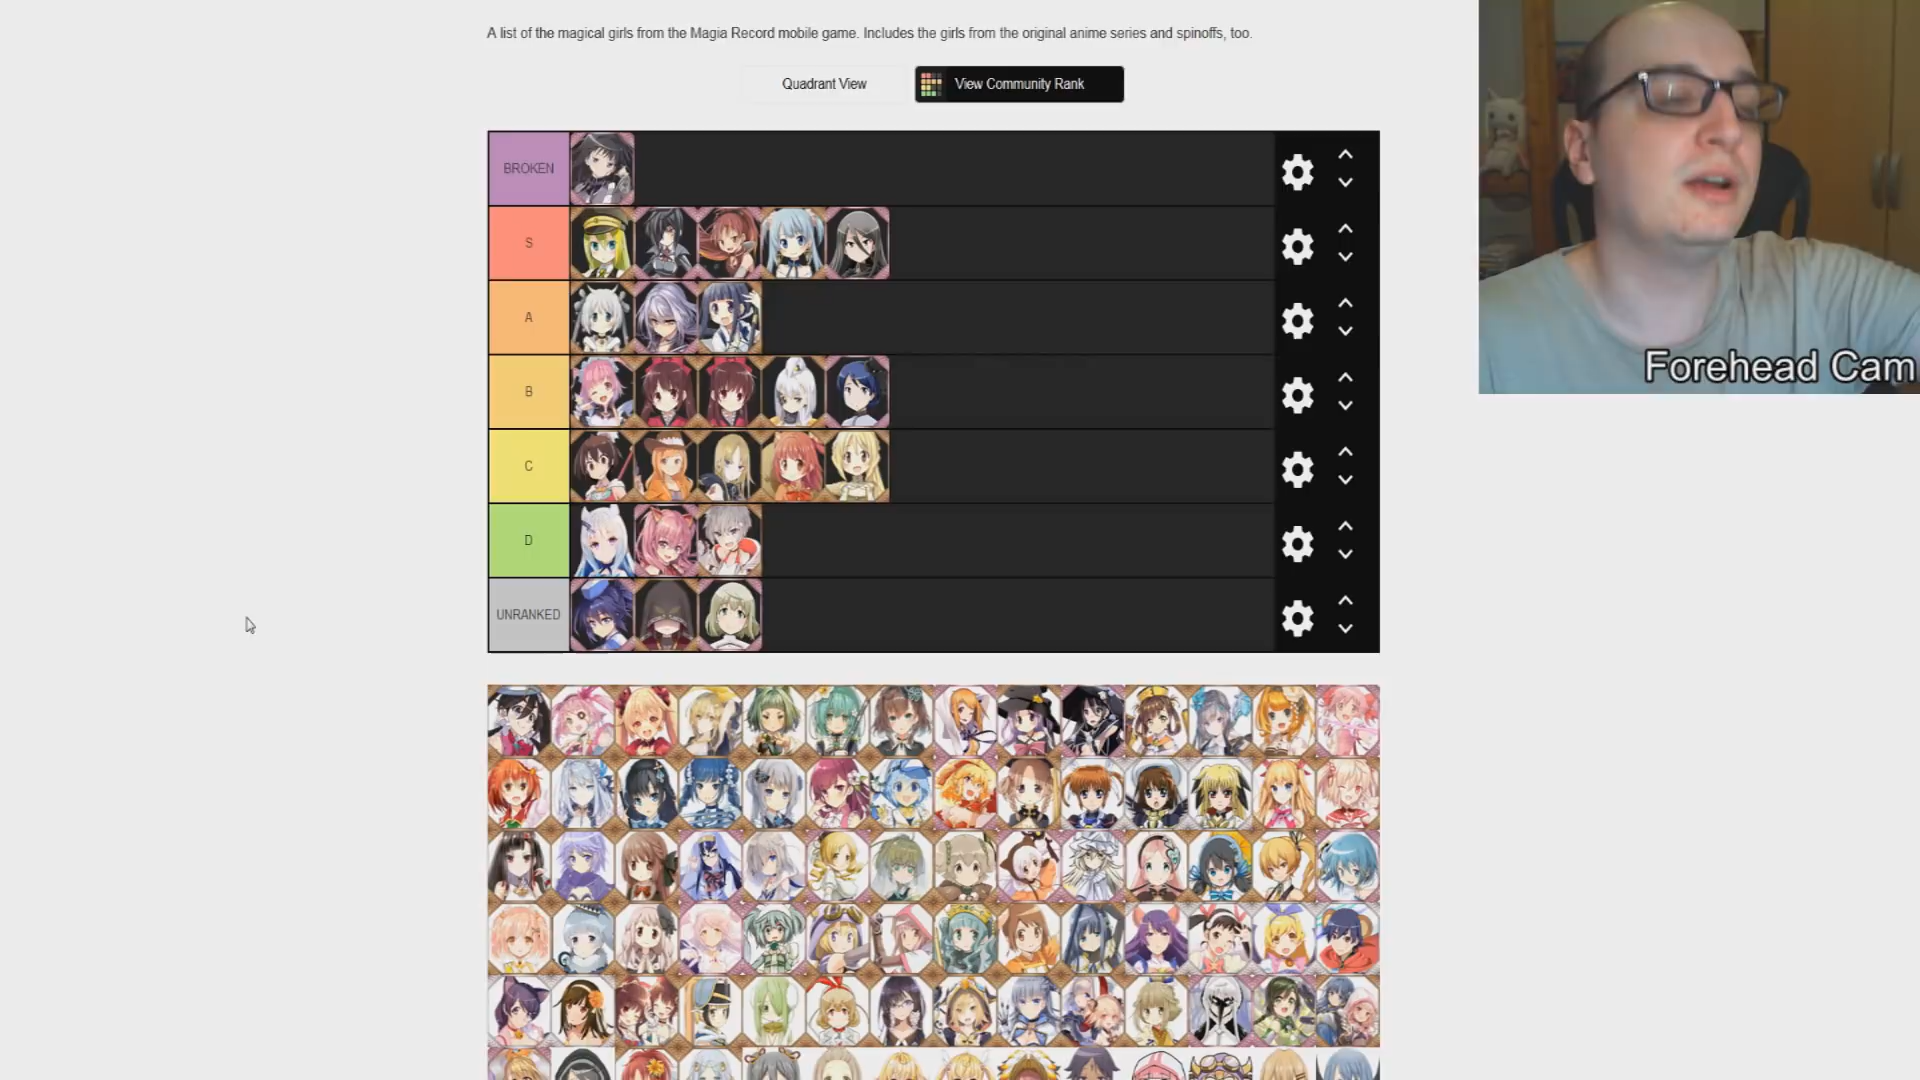 A list of the magical girls from the Magia Record mobile game. Includes the girls from the original anime series and spinoffs, too.
Quadrant View
View Community Rank
BROKEN
S
A
B
C
D
UNRANKED
Forehead Cam